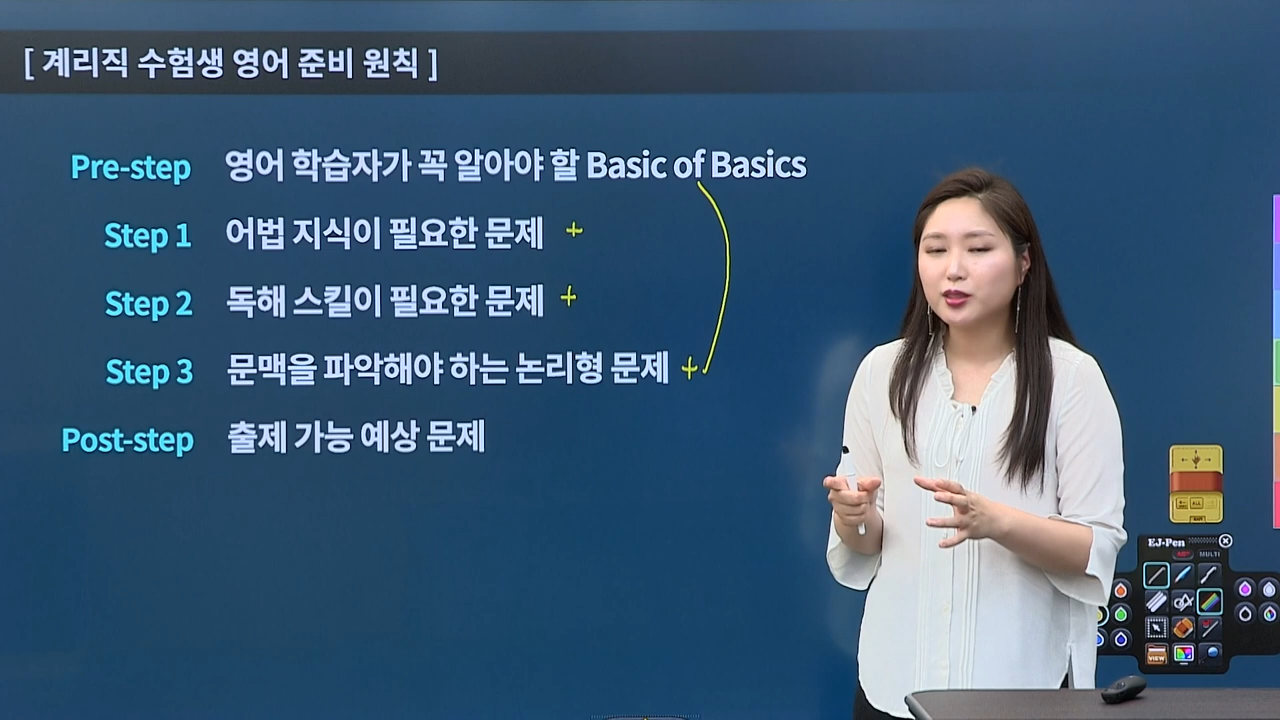 [ 계리직 수험생 영어 준비 원칙 ]
Pre-step 영어 학습자가 꼭 알아야 할 Basic of Basics
Step 1 어법 지식이 필요한 문제 +
Step 2 독해 스킬이 필요한 문제 +
Step 3 문맥을 파악해야 하는 논리형 문제 +
Post-step 출제 가능 예상 문제
EJ-Pen
MULTI
VIEW